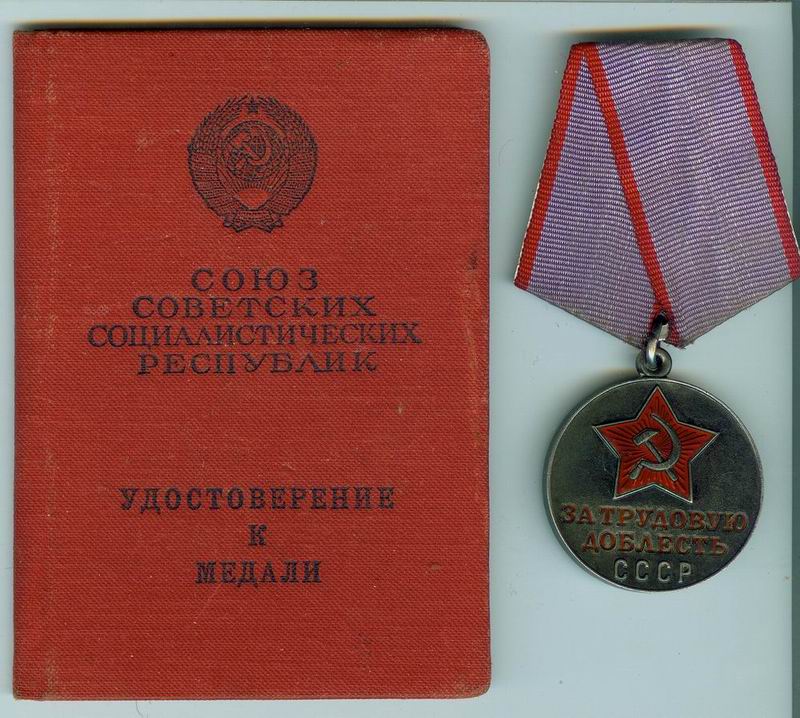 СОЮЗ
СОВЕТСКИХ
СОЦИАЛИСТИЧЕСКИХ
РЕСПУБЛИК
УДОСТОВЕРЕНИЕ
К
МЕДАЛИ
ЗА ТРУДОВУЮ
ДОБЛЕСТЬ
СССР